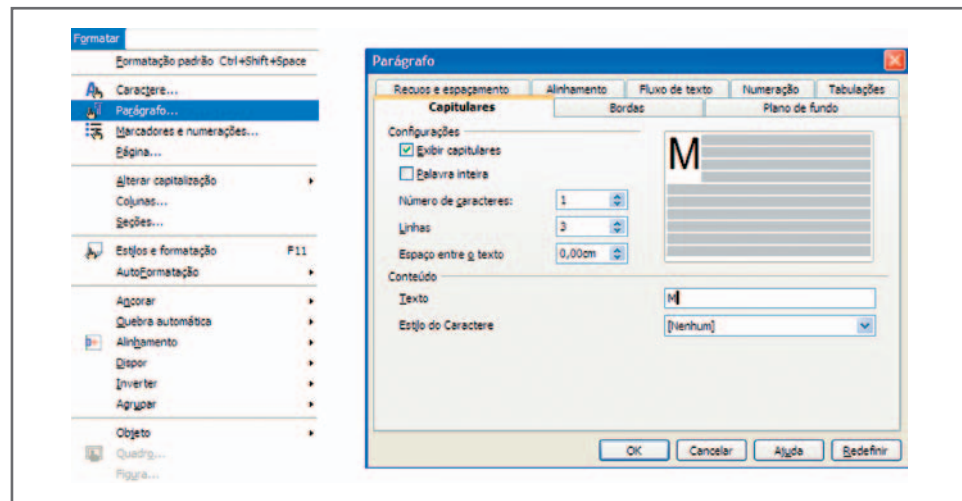 Formatar
Formatação padrão Ctrl+Shift+Space
Caractere...
Parágrafo...
Marcadores e numerações...
Página...
Alterar capitalização
Colunas...
Seções...
Estilos e formatação F11
AutoFormatação
Ancorar
Quebra automática
Alinhamento
Dispor
Inverter
Agrupar
Objeto
Quadro...
Figura...
Parágrafo
Recuos e espaçamento Alinhamento Fluxo de texto Numeração Tabulações
Capitulares Bordas Plano de fundo
Configurações
Exibir capitulares
Palavra inteira
Número de caracteres: 1
Linhas 3
Espaço entre o texto 0,00cm
M
Conteúdo
Texto M
Estilo do Caractere [Nenhum]
OK Cancelar Ajuda Redefinir